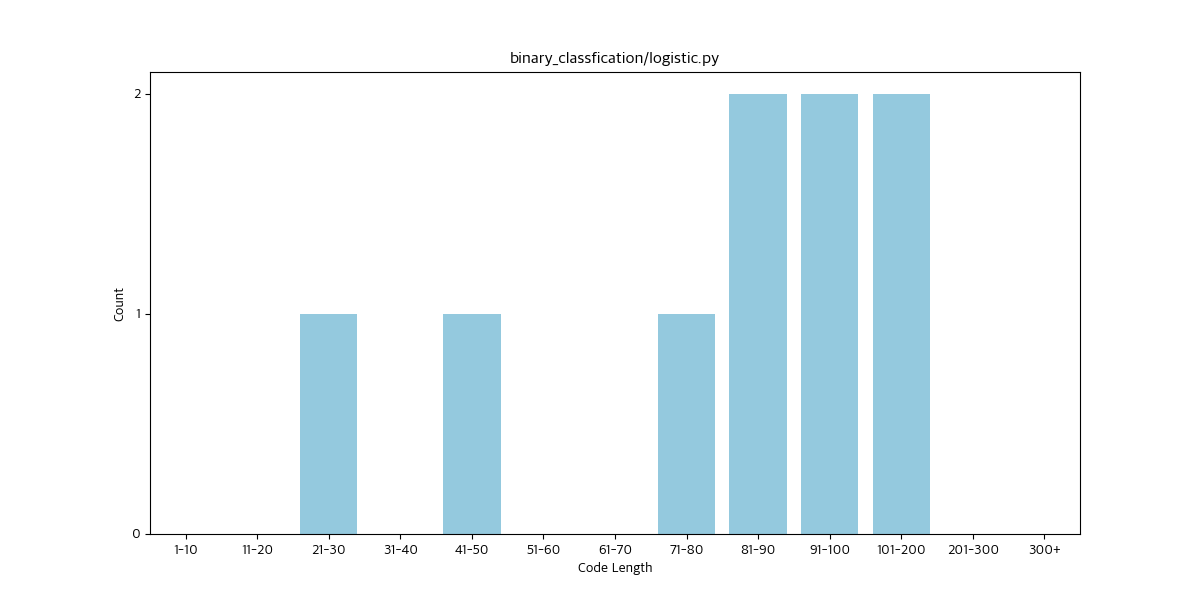 binary_classfication/logistic.py
2
1
0
Count
1-10 11-20 21-30 31-40 41-50 51-60 61-70 71-80 81-90 91-100 101-200 201-300 300+
Code Length